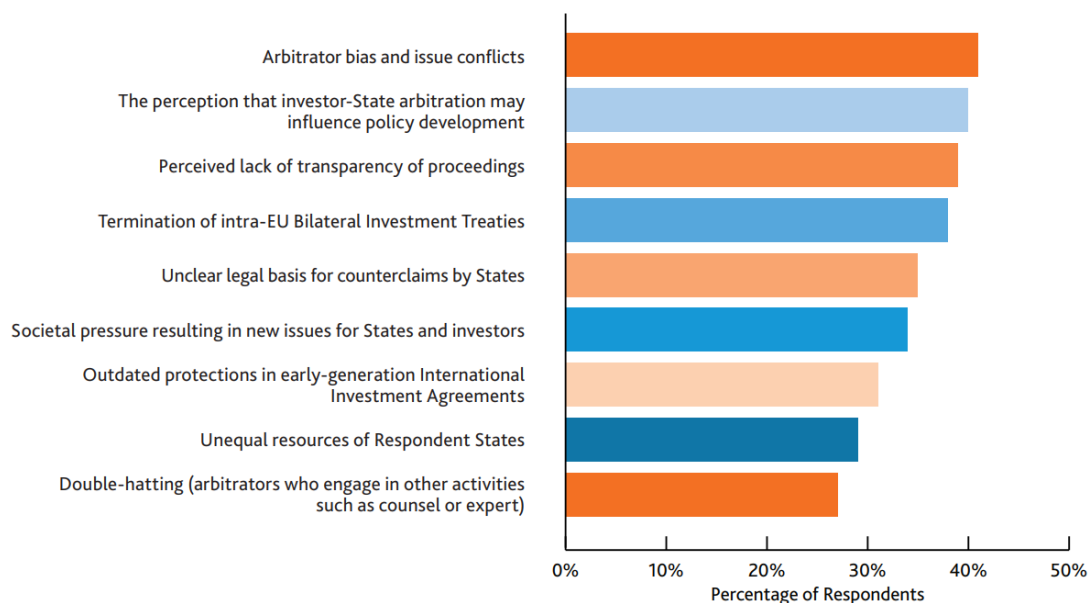 Arbitrator bias and issue conflicts
The perception that investor-State arbitration may
influence policy development
Perceived lack of transparency of proceedings
Termination of intra-EU Bilateral Investment Treaties
Unclear legal basis for counterclaims by States
Societal pressure resulting in new issues for States and investors
Outdated protections in early-generation International
Investment Agreements
Unequal resources of Respondent States
Double-hatting (arbitrators who engage in other activities
such as counsel or expert)
0% 10% 20% 30% 40% 50%
Percentage of Respondents